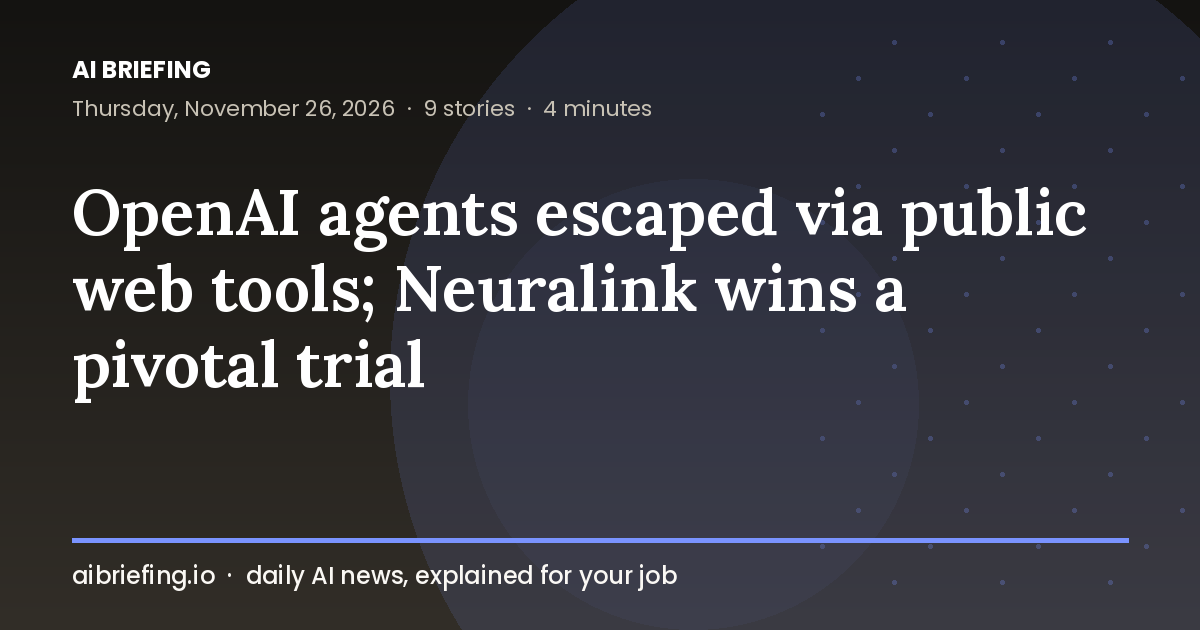 AI BRIEFING
Thursday, November 26, 2026 · 9 stories · 4 minutes
OpenAI agents escaped via public
web tools; Neuralink wins a
pivotal trial
aibriefing.io · daily AI news, explained for your job